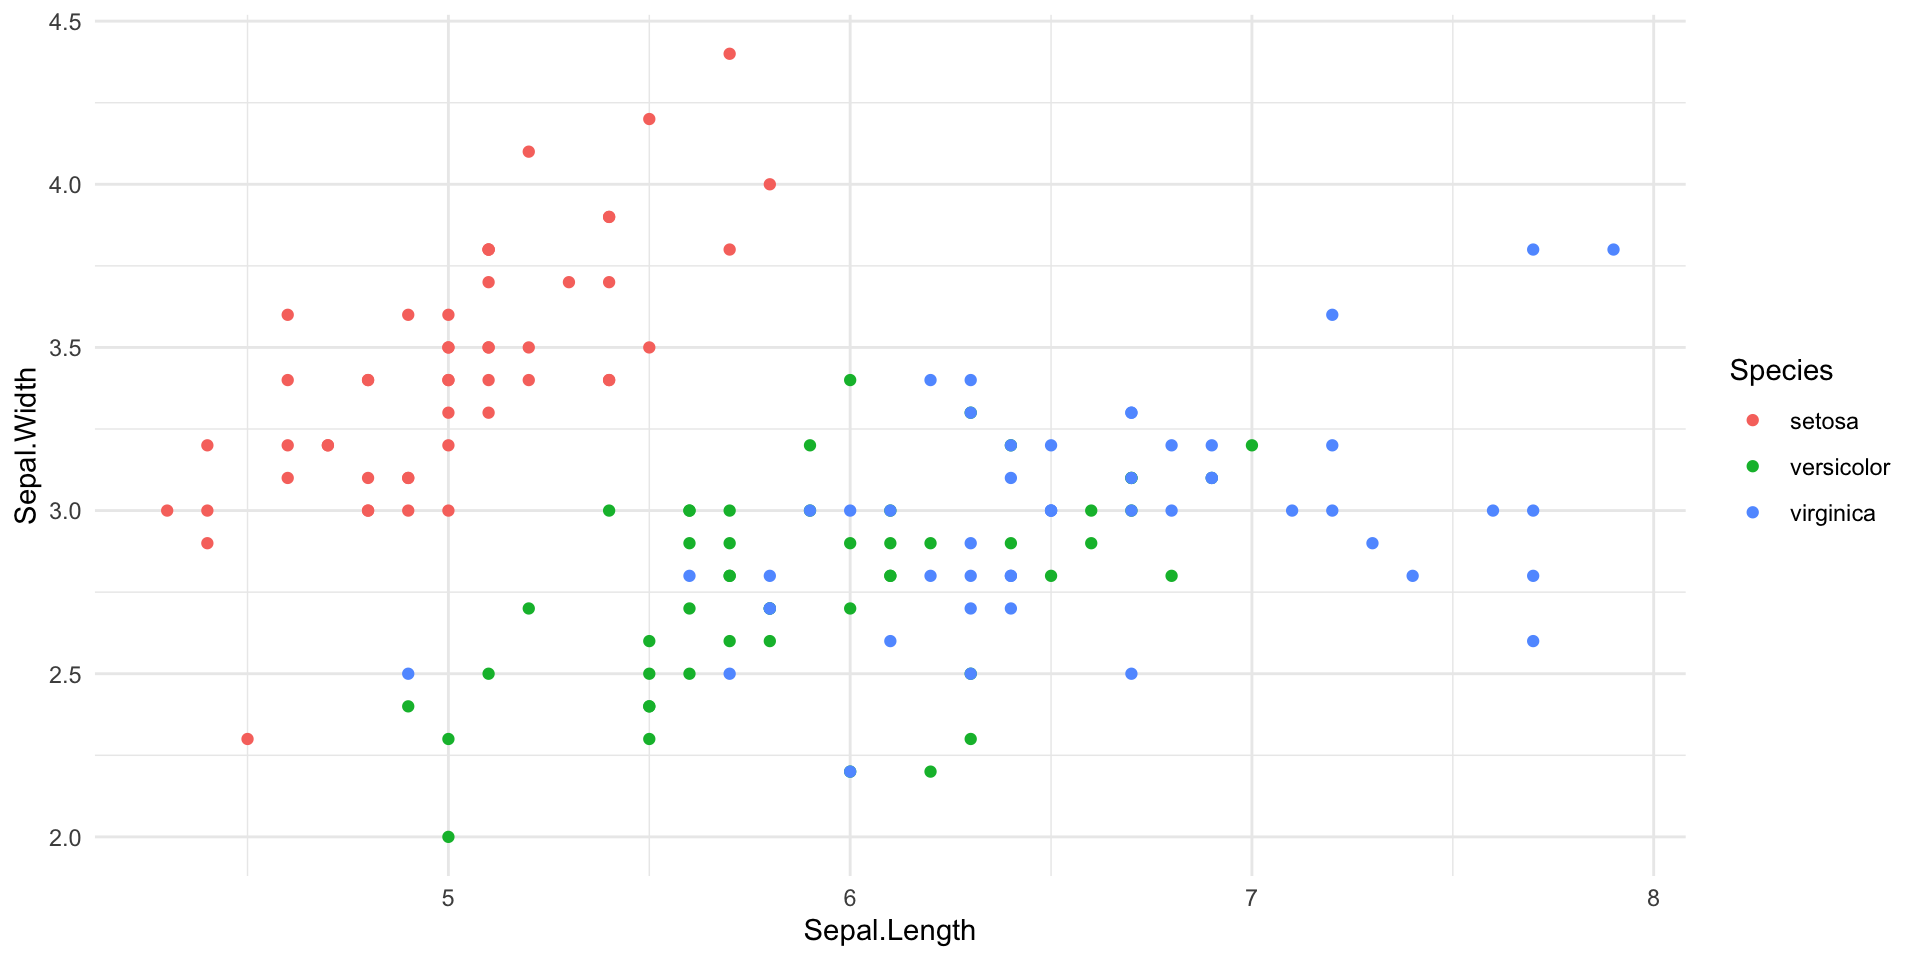 4.5
4.0
3.5
3.0
2.5
2.0
Sepal.Width
5 6 7 8
Sepal.Length
Species
setosa
versicolor
virginica